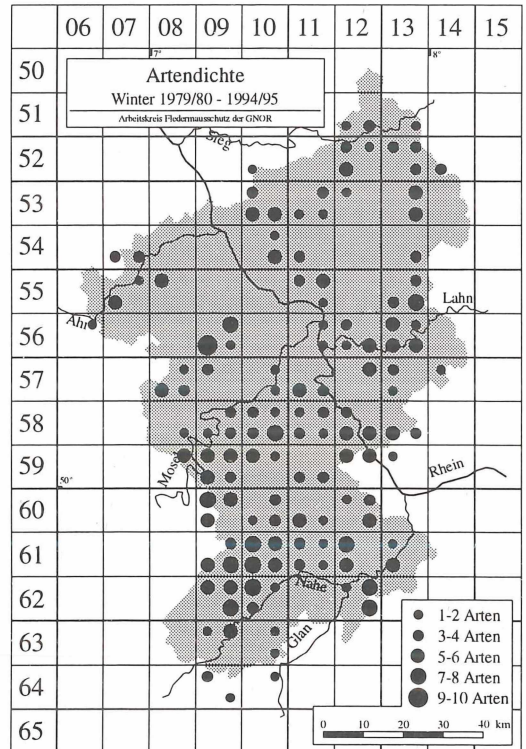 06 07 08 09 10 11 12 13 14 15
7° 8°
50
Artendichte
Winter 1979/80 - 1994/95
Arbeitskreis Fledermausschutz der GNOR
51
Sieg
52
53
54
55
Lahn
Ahr
56
57
58
59
Mosel
Rhein
50°
60
61
Nahe
62
Glan
63
64
65
1-2 Arten
3-4 Arten
5-6 Arten
7-8 Arten
9-10 Arten
0 10 20 30 40 km